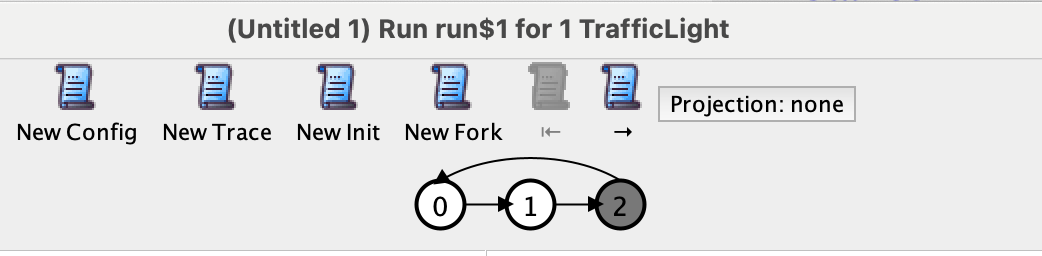 (Untitled 1) Run run$1 for 1 TrafficLight
New Config New Trace New Init New Fork ⇤ → Projection: none
0 1 2